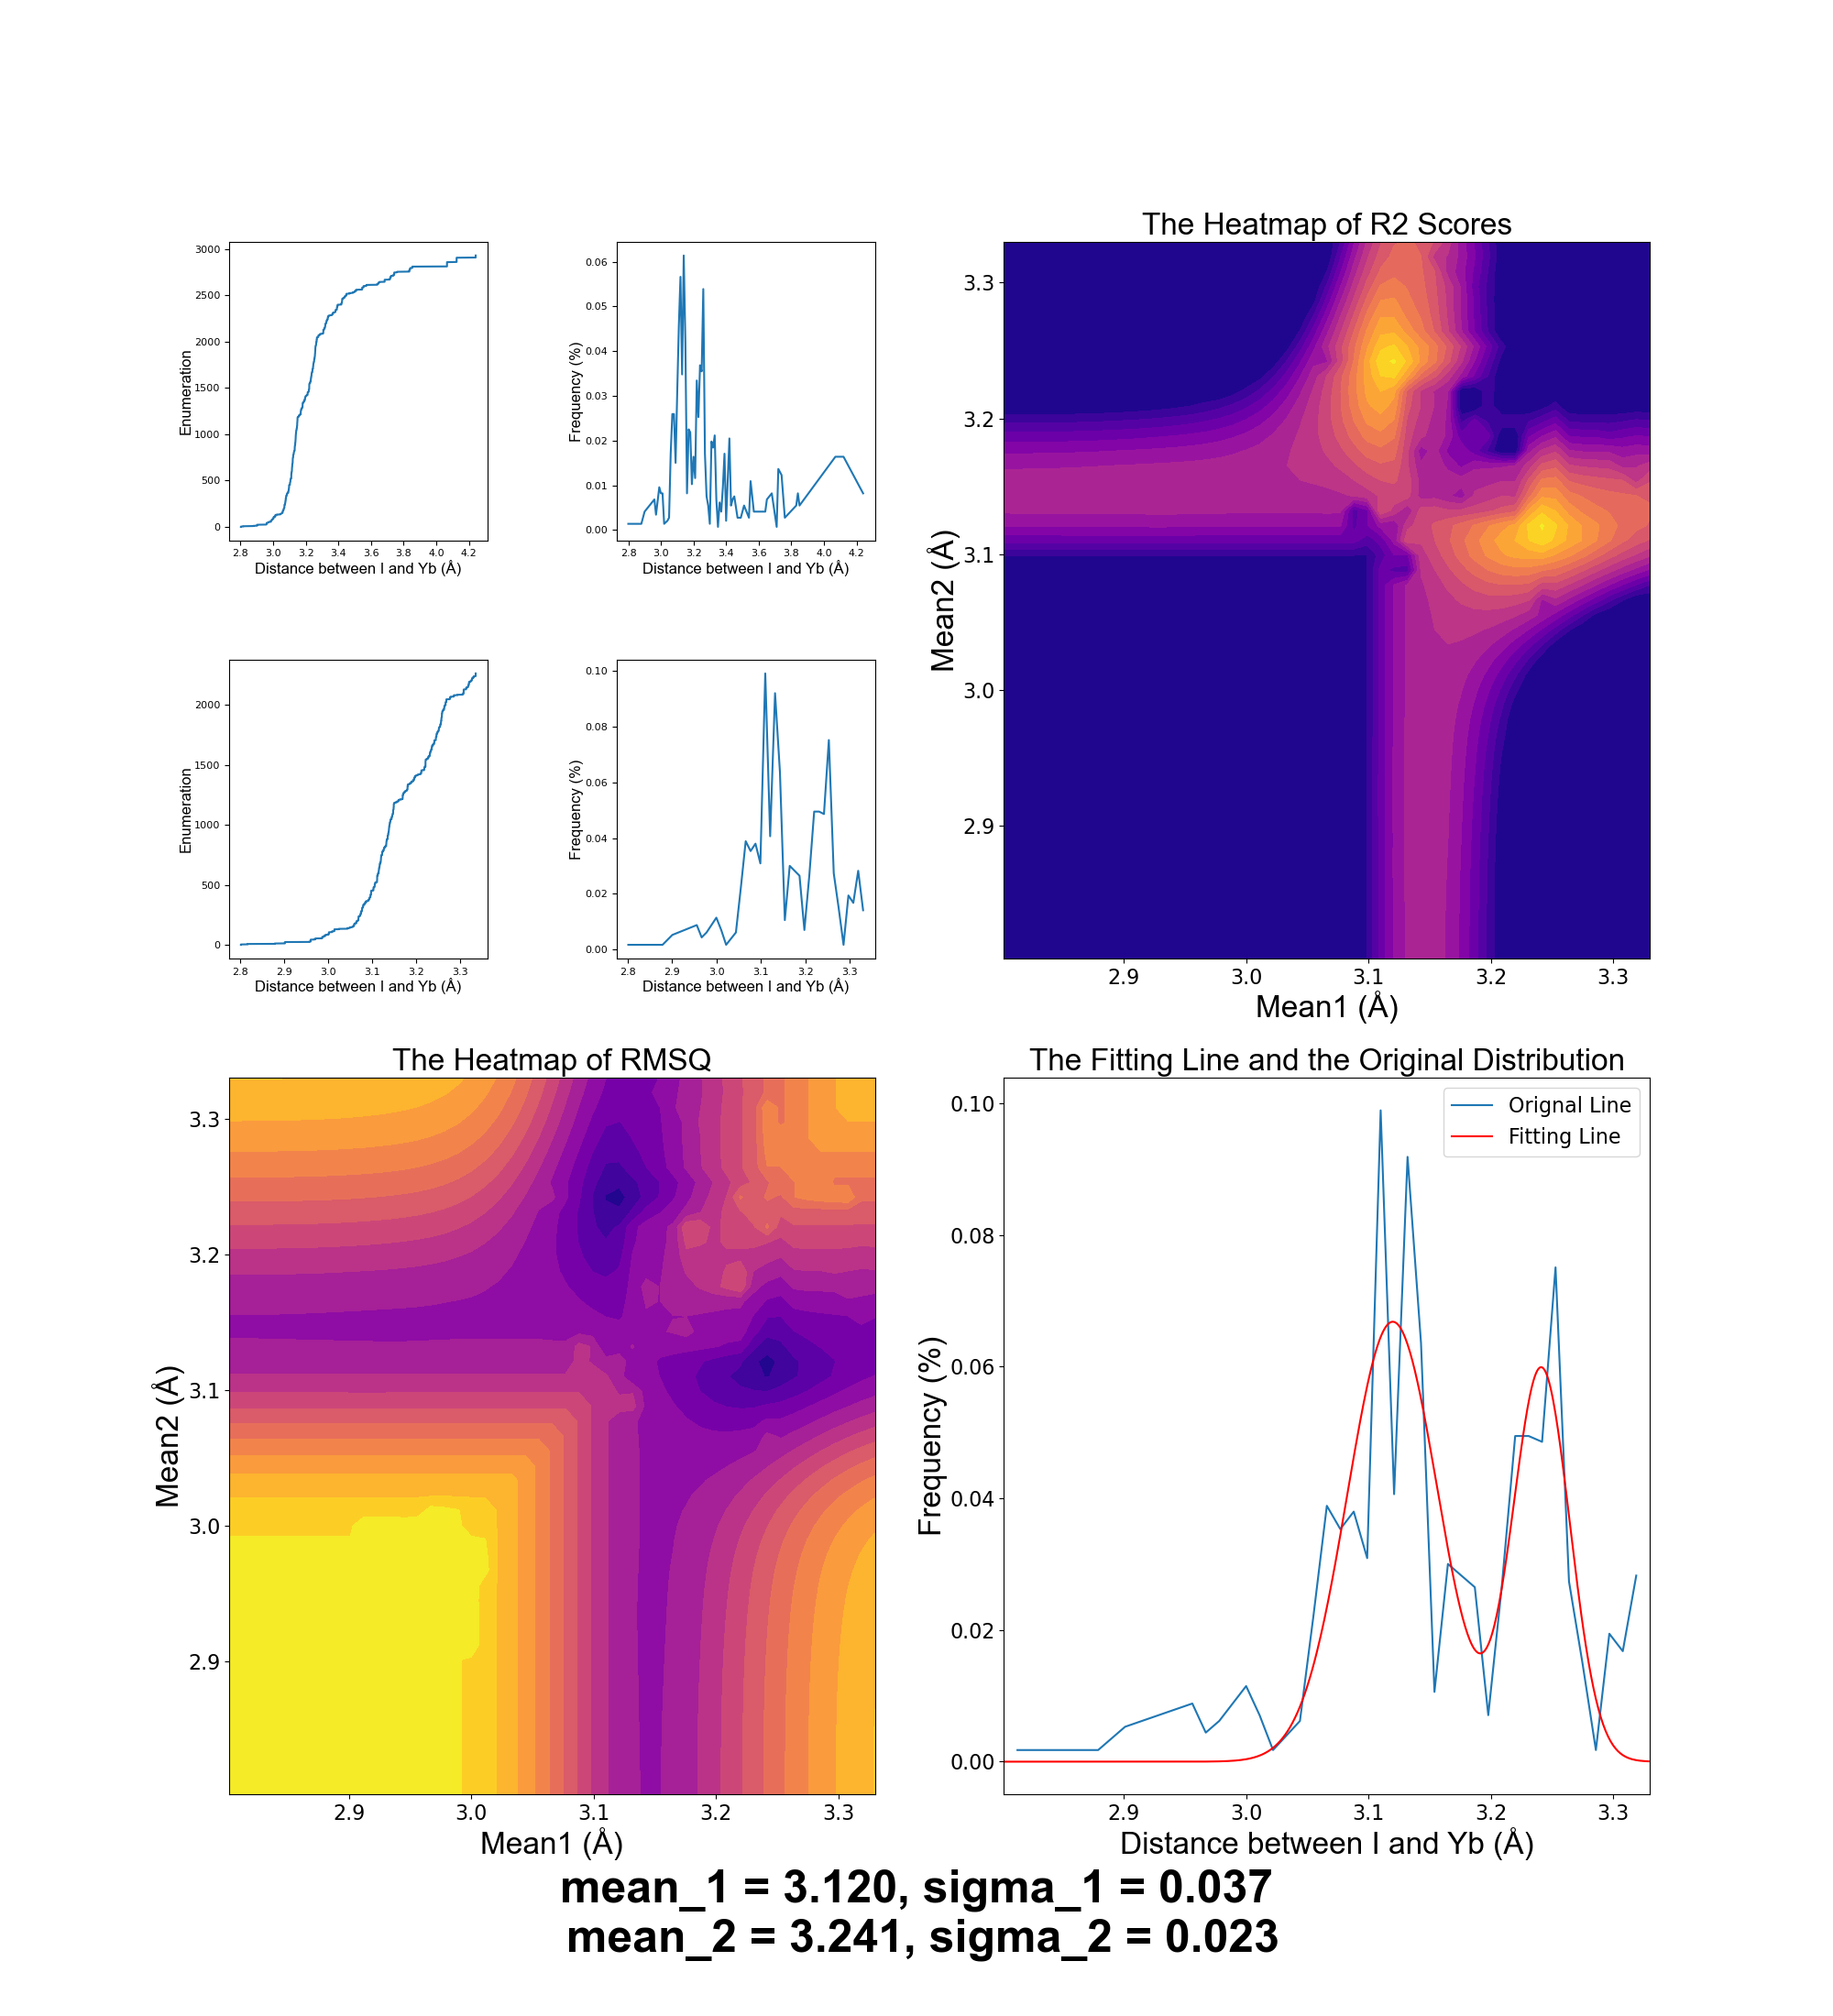 The Heatmap of R2 Scores
3000
2500
2000
1500
1000
500
0
Enumeration
2.8 3.0 3.2 3.4 3.6 3.8 4.0 4.2
Distance between I and Yb (Å)
0.06
0.05
0.04
0.03
0.02
0.01
0.00
Frequency (%)
2.8 3.0 3.2 3.4 3.6 3.8 4.0 4.2
Distance between I and Yb (Å)
3.3
3.2
3.1
3.0
2.9
Mean2 (Å)
2.9 3.0 3.1 3.2 3.3
Mean1 (Å)
2000
1500
1000
500
0
Enumeration
2.8 2.9 3.0 3.1 3.2 3.3
Distance between I and Yb (Å)
0.10
0.08
0.06
0.04
0.02
0.00
Frequency (%)
2.8 2.9 3.0 3.1 3.2 3.3
Distance between I and Yb (Å)
The Heatmap of RMSQ
3.3
3.2
3.1
3.0
2.9
Mean2 (Å)
2.9 3.0 3.1 3.2 3.3
Mean1 (Å)
The Fitting Line and the Original Distribution
Orignal Line
Fitting Line
0.10
0.08
0.06
0.04
0.02
0.00
Frequency (%)
2.9 3.0 3.1 3.2 3.3
Distance between I and Yb (Å)
mean_1 = 3.120, sigma_1 = 0.037
mean_2 = 3.241, sigma_2 = 0.023